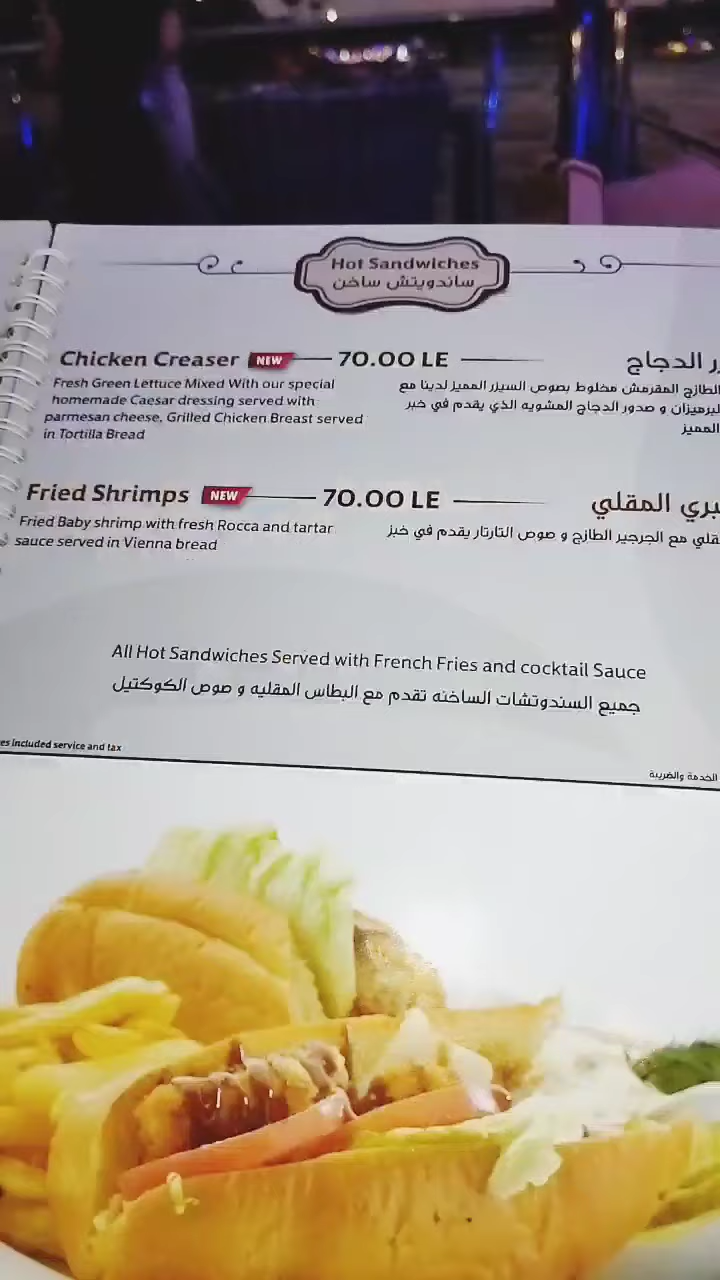 Hot Sandwiches
ساندويتش ساخن
Chicken Creaser NEW 70.00 LE
الدجاج
Fresh Green Lettuce Mixed With our special
homemade Caesar dressing served with
parmesan cheese, Grilled Chicken Breast served
in Tortilla Bread
الطازج المقرمش مخلوط بصوص السيزر المميز لدينا مع
و صدور الدجاج المشويه الذي يقدم في خبز
المميز
Fried Shrimps NEW 70.00 LE
المقلي
Fried Baby shrimp with fresh Rocca and tartar
sauce served in Vienna bread
مع الجرجير الطازج و صوص التارتار يقدم في خبز
All Hot Sandwiches Served with French Fries and cocktail Sauce
جميع السندوتشات الساخنه تقدم مع البطاس المقليه و صوص الكوكتيل
included service and tax
الخدمة والضريبة